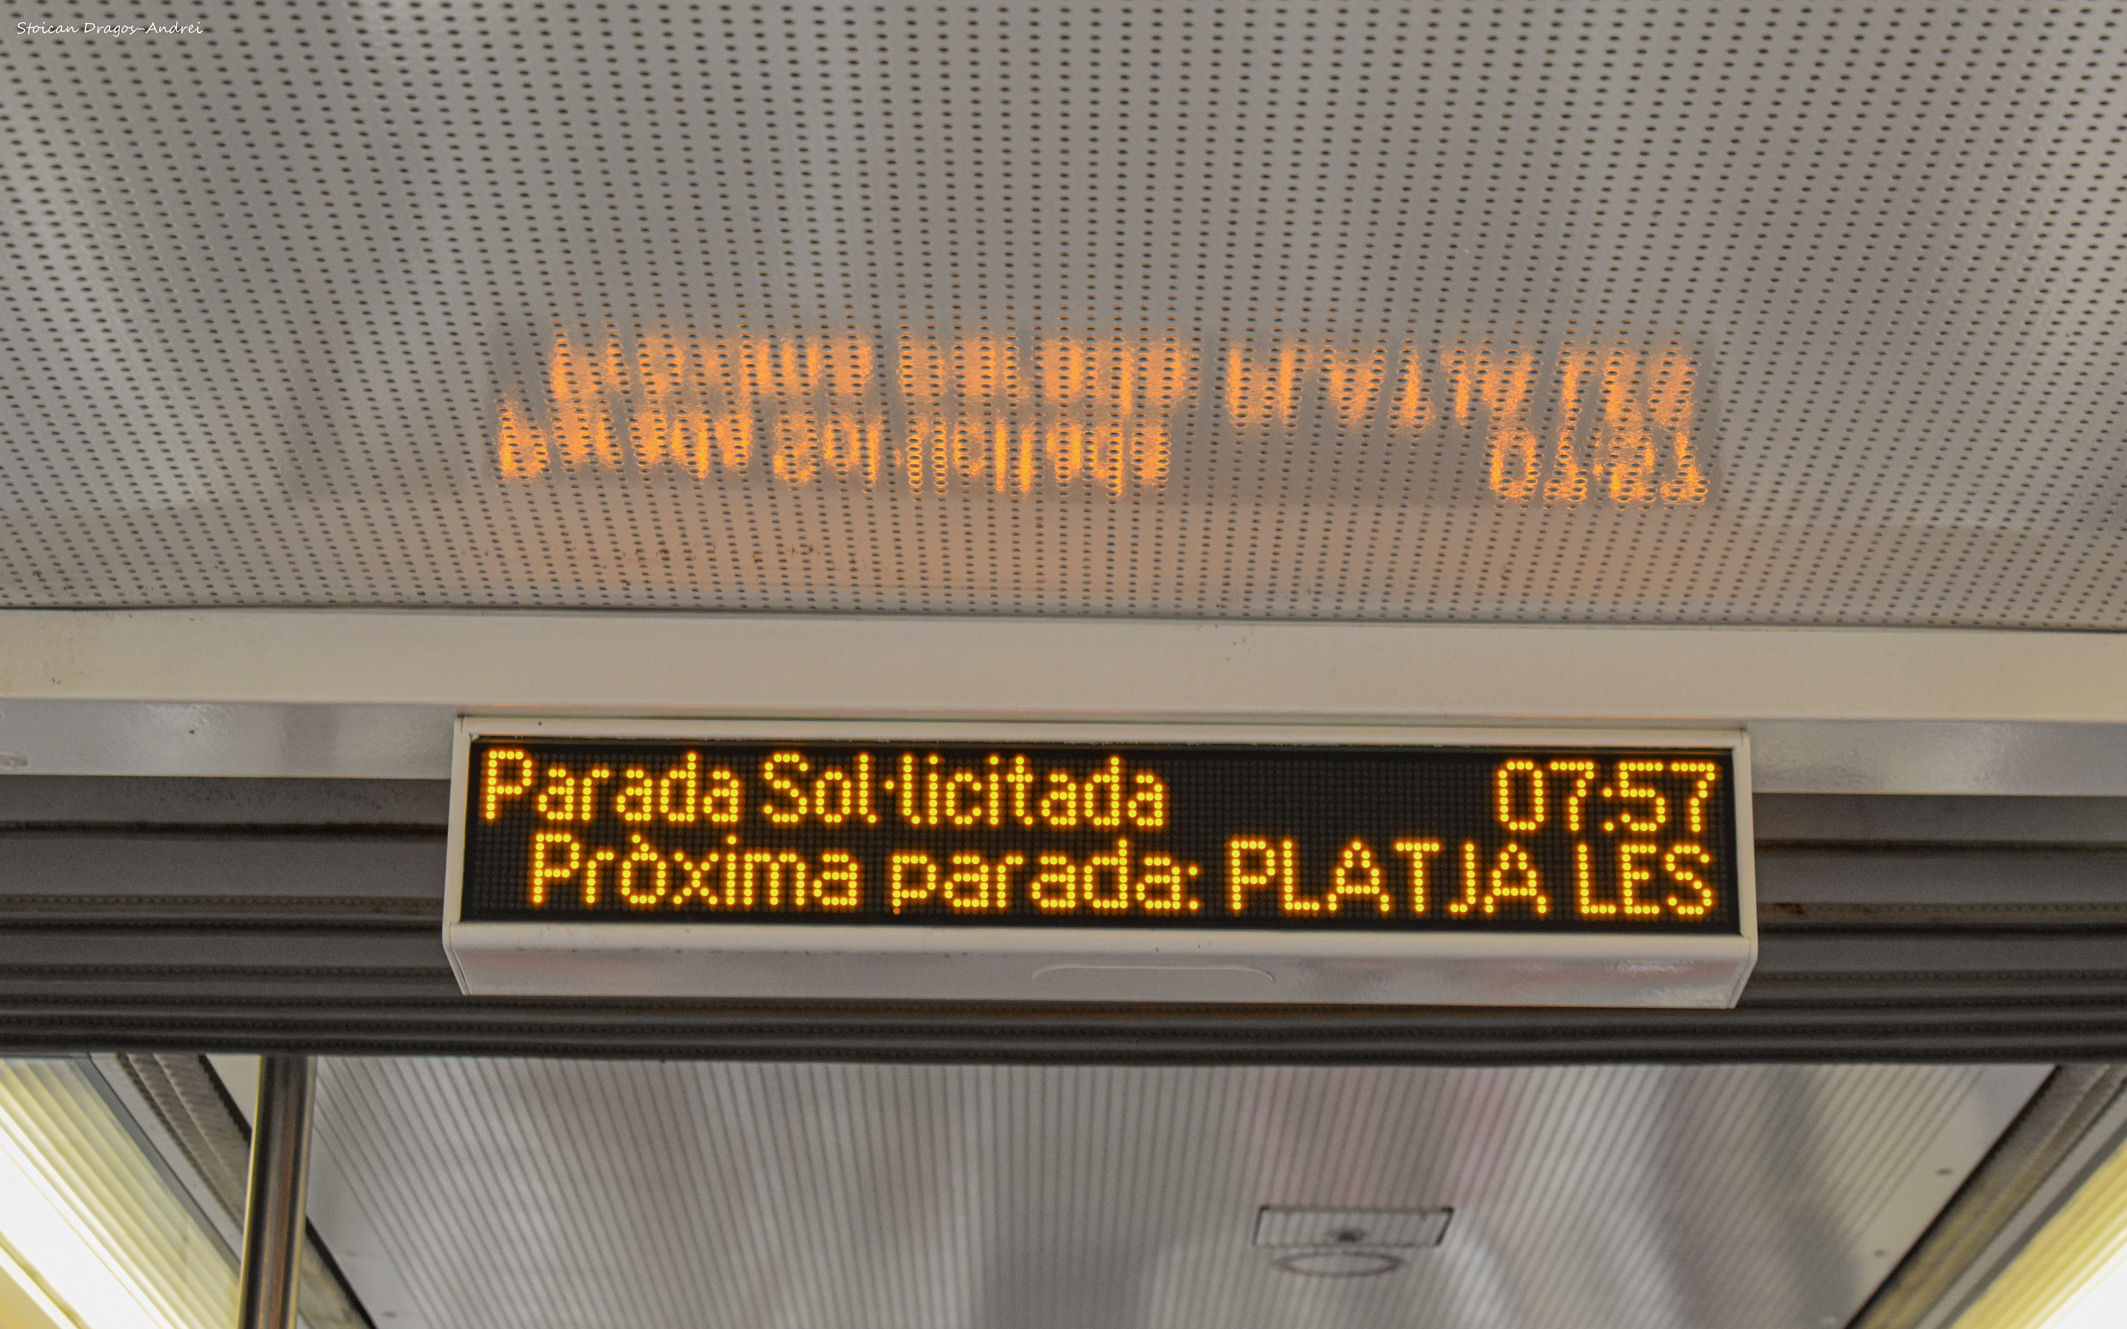 Stoican Dragos-Andrei
Parada Sol·licitada 07:57
Pròxima parada: PLATJA LES